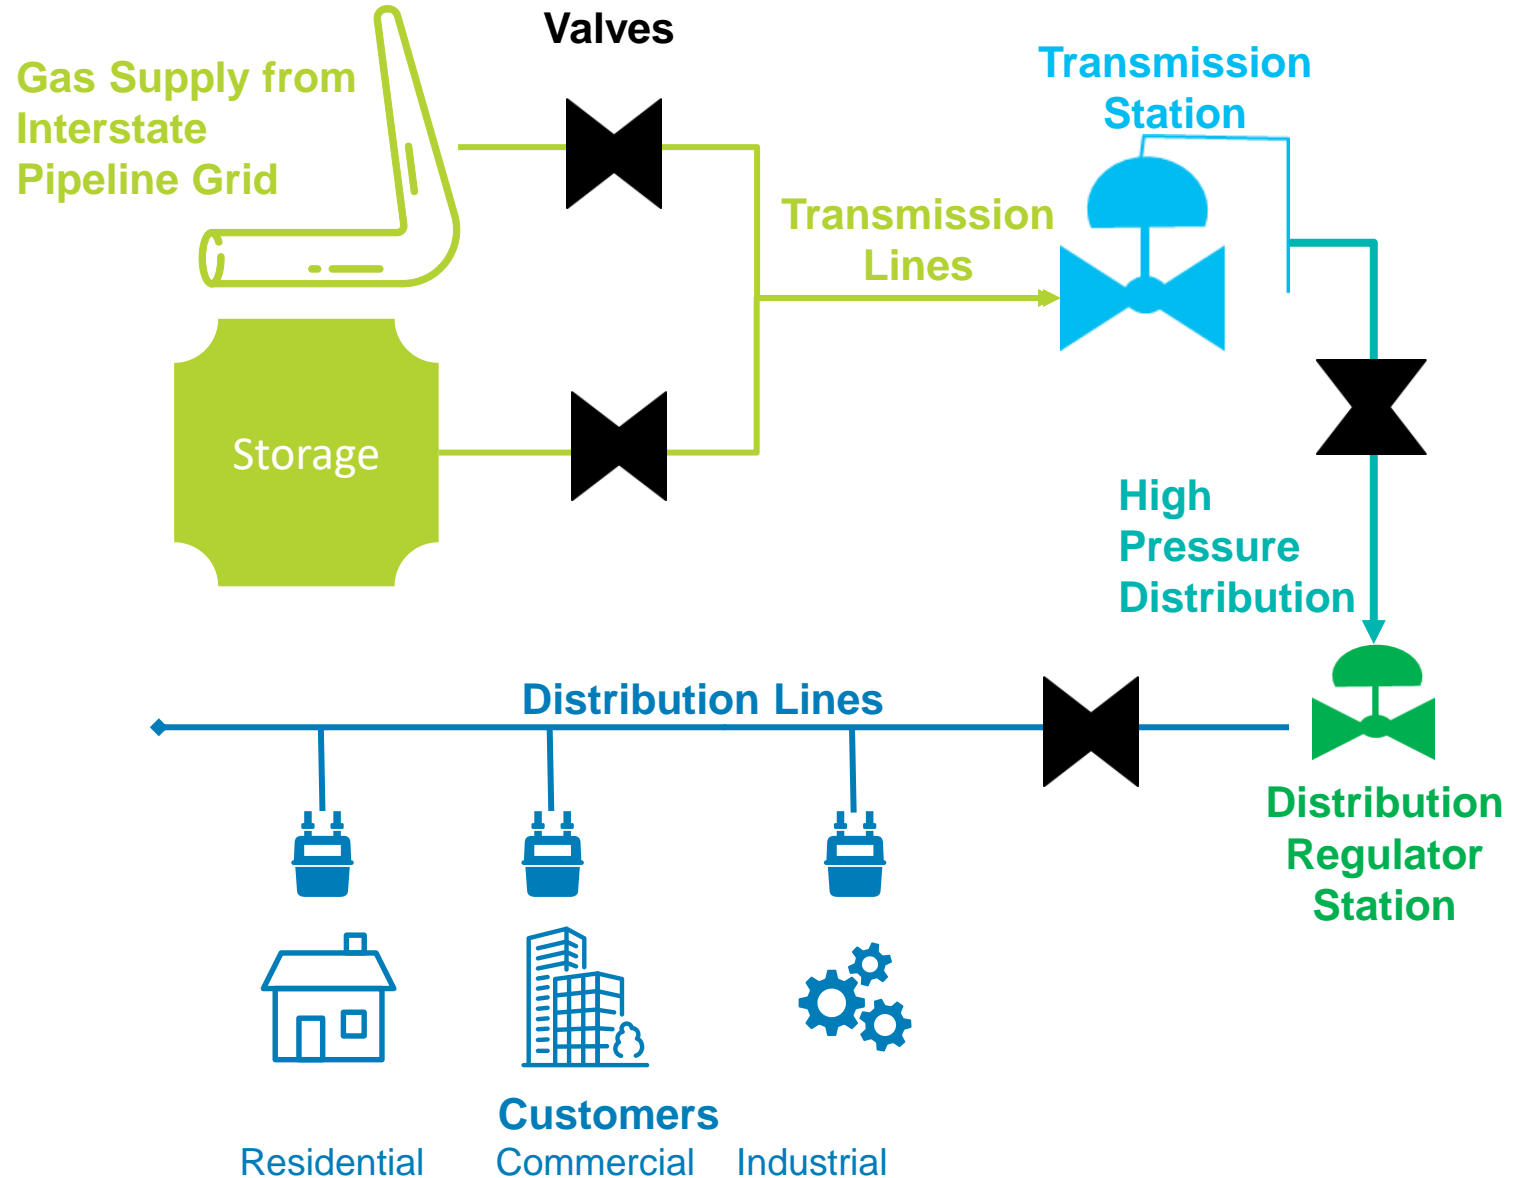 Valves
Gas Supply from
Interstate
Pipeline Grid
Transmission
Station
Transmission
Lines
Storage
High
Pressure
Distribution
Distribution Lines
Distribution
Regulator
Station
Customers
Residential
Commercial
Industrial